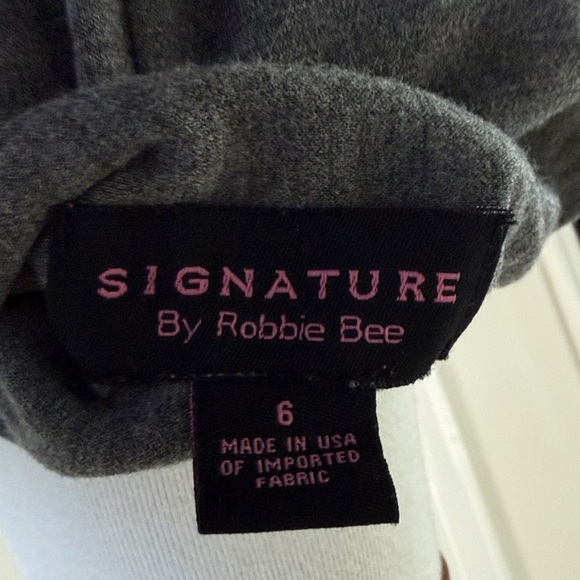 SIGNATURE
By Robbie Bee
6
MADE IN USA
OF IMPORTED
FABRIC